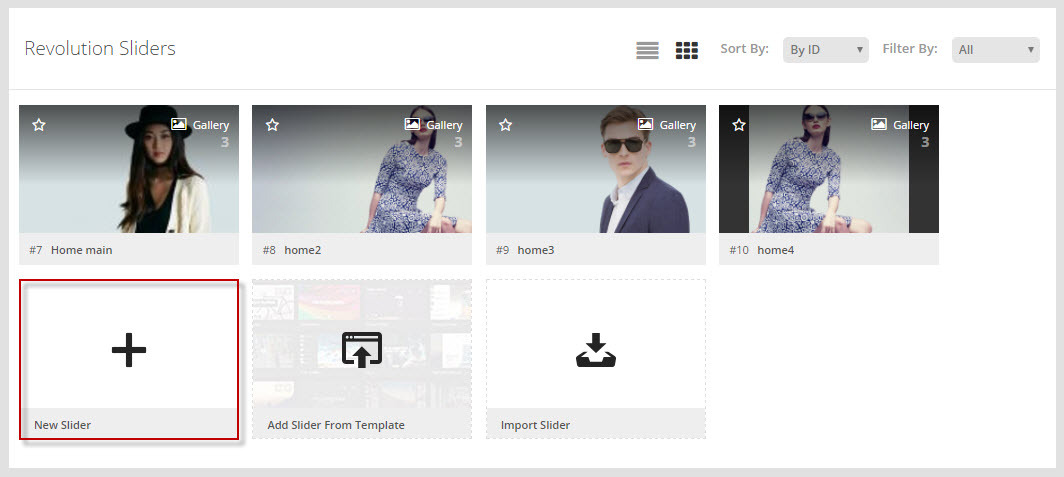 Revolution Sliders
Sort By: By ID Filter By: All
Gallery
3
#7 Home main
Gallery
3
#8 home2
Gallery
3
#9 home3
Gallery
3
#10 home4
New Slider
Add Slider From Template
Import Slider